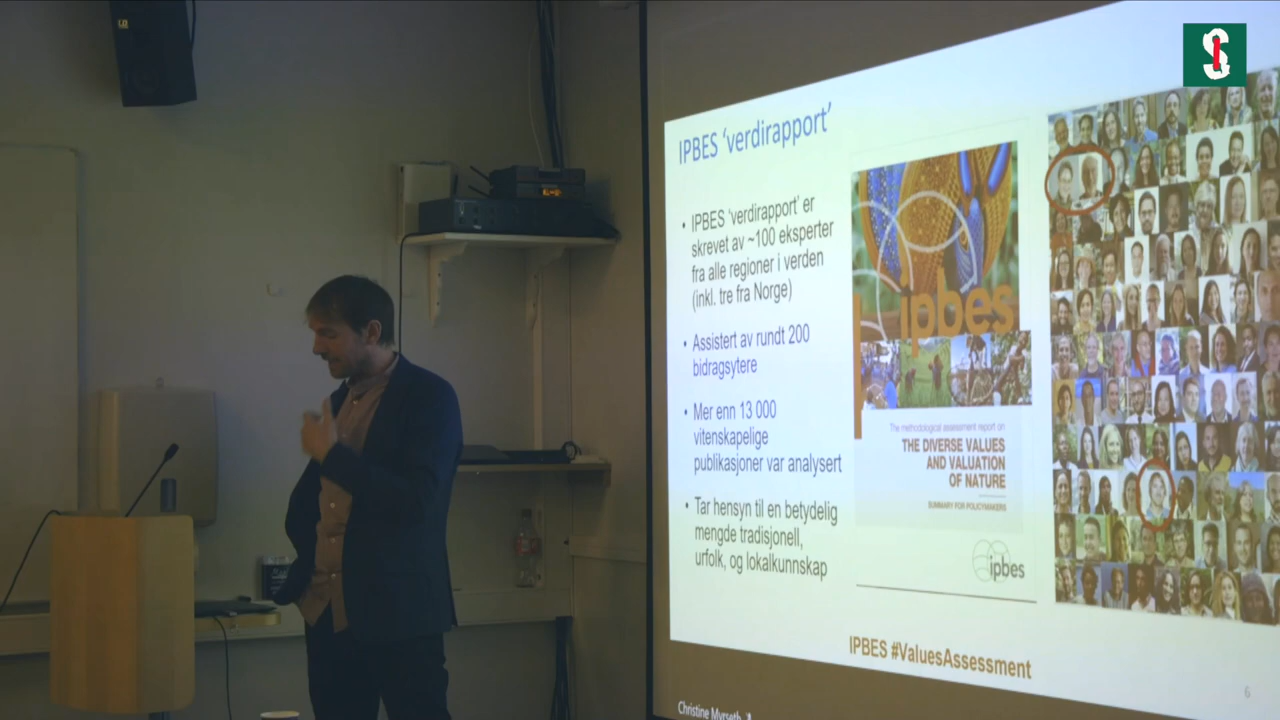 IPBES ‘verdirapport’
• IPBES ‘verdirapport’ er
skrevet av ~100 eksperter
fra alle regioner i verden
(inkl. tre fra Norge)
• Assistert av rundt 200
bidragsytere
• Mer enn 13 000
vitenskapelige
publikasjoner var analysert
• Tar hensyn til en betydelig
mengde tradisjonell,
urfolk, og lokalkunnskap
ipbes
The methodological assessment report on
THE DIVERSE VALUES
AND VALUATION
OF NATURE
SUMMARY FOR POLICYMAKERS
ipbes
IPBES #ValuesAssessment
Christine Myrseth
6